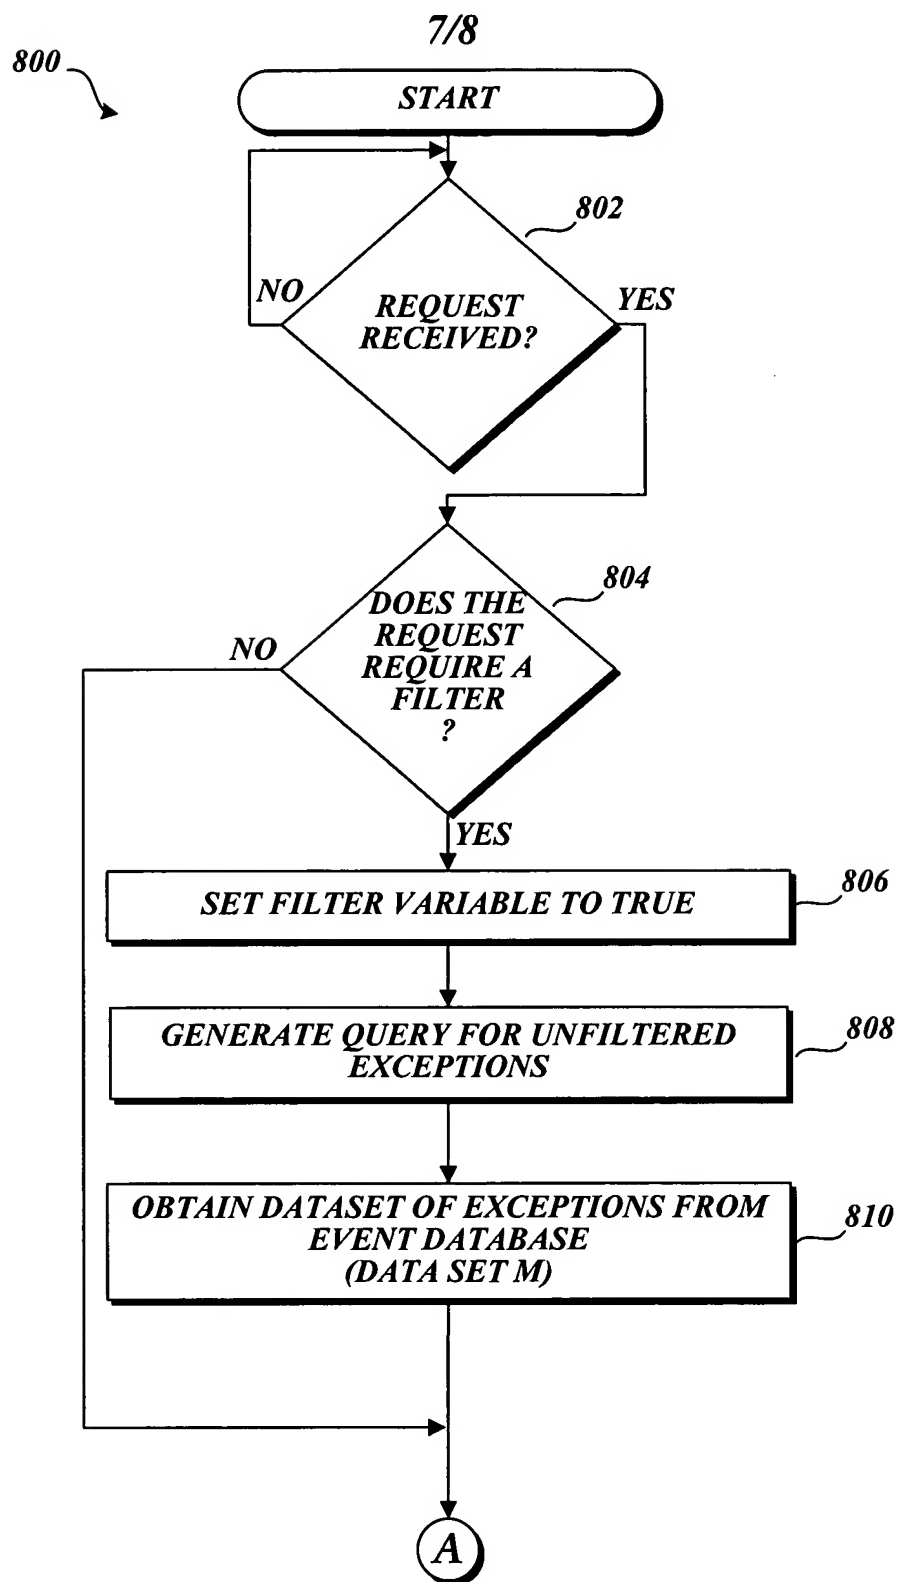 7/8
800
START
802
NO
YES
REQUEST
RECEIVED?
804
DOES THE
REQUEST
REQUIRE A
FILTER
?
NO
YES
SET FILTER VARIABLE TO TRUE
806
GENERATE QUERY FOR UNFILTERED
EXCEPTIONS
808
OBTAIN DATASET OF EXCEPTIONS FROM
EVENT DATABASE
(DATA SET M)
810
A